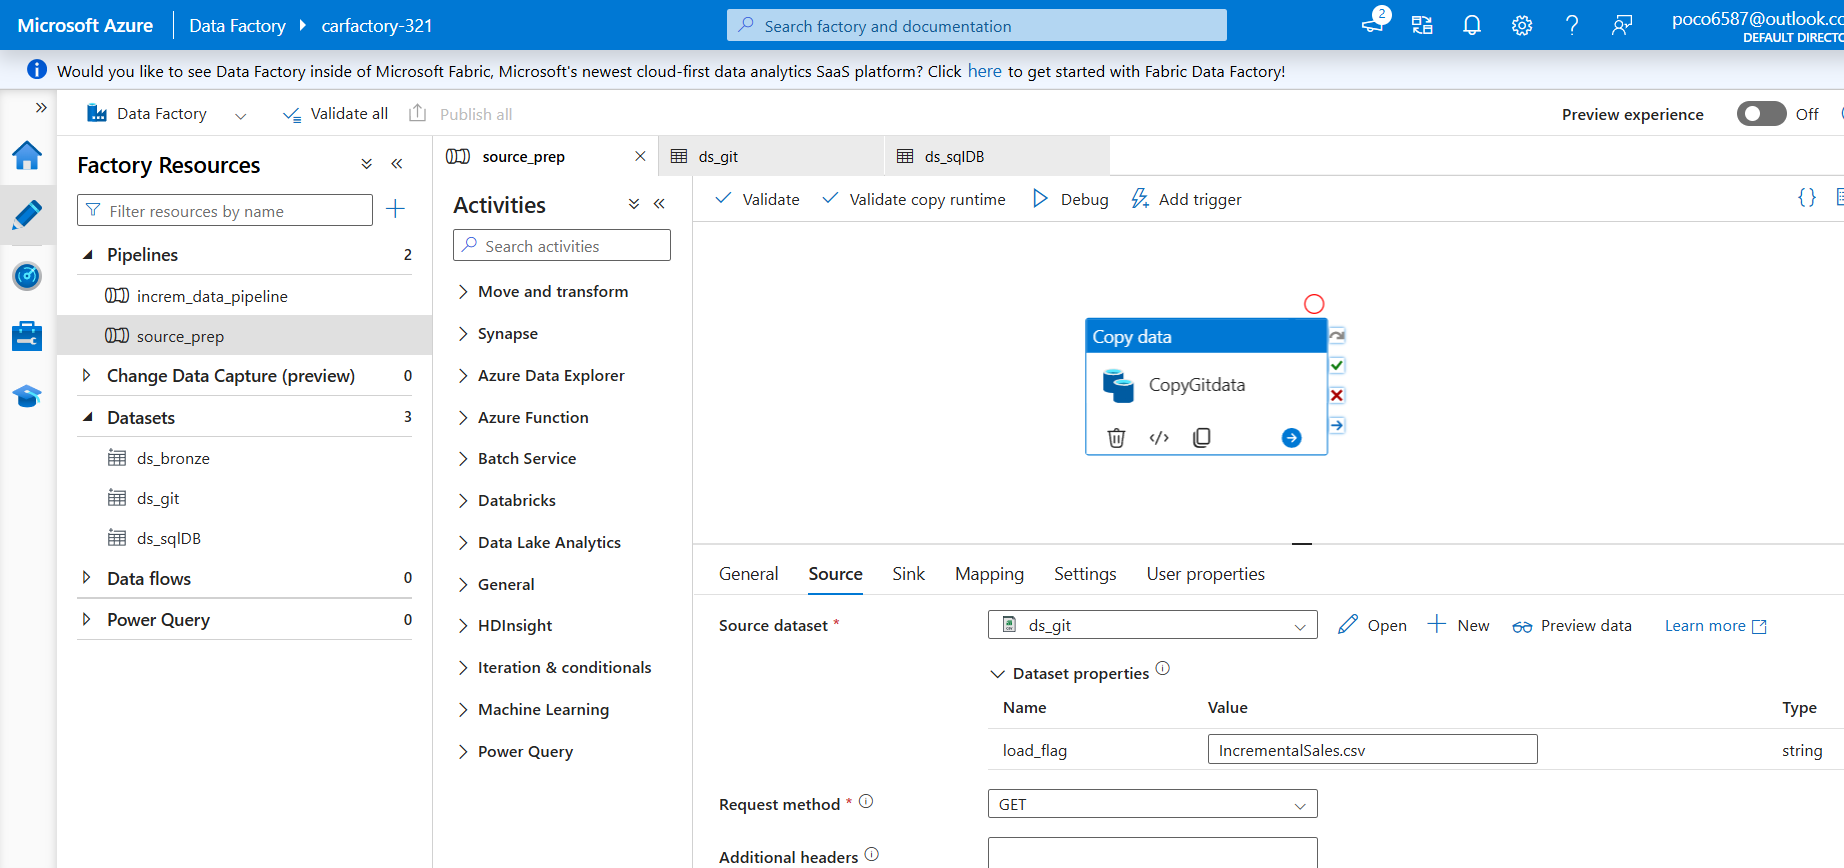 Microsoft Azure
Data Factory
carfactory-321
Search factory and documentation
2
poco6587@outlook.co
DEFAULT DIRECTO
Would you like to see Data Factory inside of Microsoft Fabric, Microsoft's newest cloud-first data analytics SaaS platform? Click here to get started with Fabric Data Factory!
Data Factory
Validate all
Publish all
Preview experience
Off
Factory Resources
Filter resources by name
Pipelines 2
increm_data_pipeline
source_prep
Change Data Capture (preview) 0
Datasets 3
ds_bronze
ds_git
ds_sqlDB
Data flows 0
Power Query 0
source_prep
ds_git
ds_sqlDB
Activities
Search activities
Move and transform
Synapse
Azure Data Explorer
Azure Function
Batch Service
Databricks
Data Lake Analytics
General
HDInsight
Iteration & conditionals
Machine Learning
Power Query
Validate
Validate copy runtime
Debug
Add trigger
Copy data
CopyGitdata
General Source Sink Mapping Settings User properties
Source dataset *
ds_git
Open
New
Preview data
Learn more
Dataset properties
Name Value Type
load_flag IncrementalSales.csv string
Request method *
GET
Additional headers